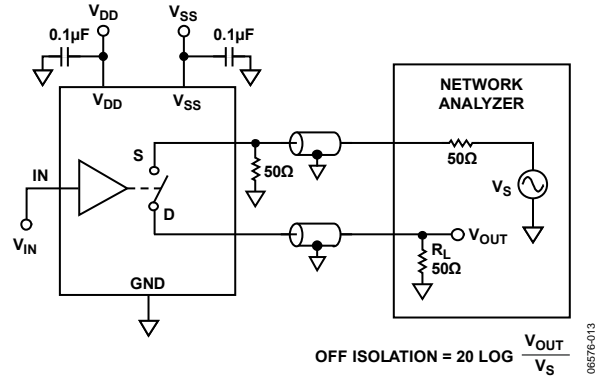 VDD
VSS
0.1µF
0.1µF
VDD
VSS
NETWORK
ANALYZER
S
50Ω
50Ω
IN
VS
D
VOUT
VIN
RL
50Ω
GND
OFF ISOLATION = 20 LOG VOUT
VS
06576-013